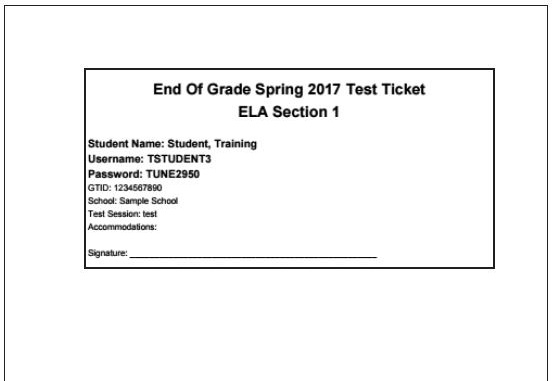 End Of Grade Spring 2017 Test Ticket
ELA Section 1
Student Name: Student, Training
Username: TSTUDENT3
Password: TUNE2950
GTID: 1234567890
School: Sample School
Test Session: test
Accommodations:
Signature: ____________________________________________________